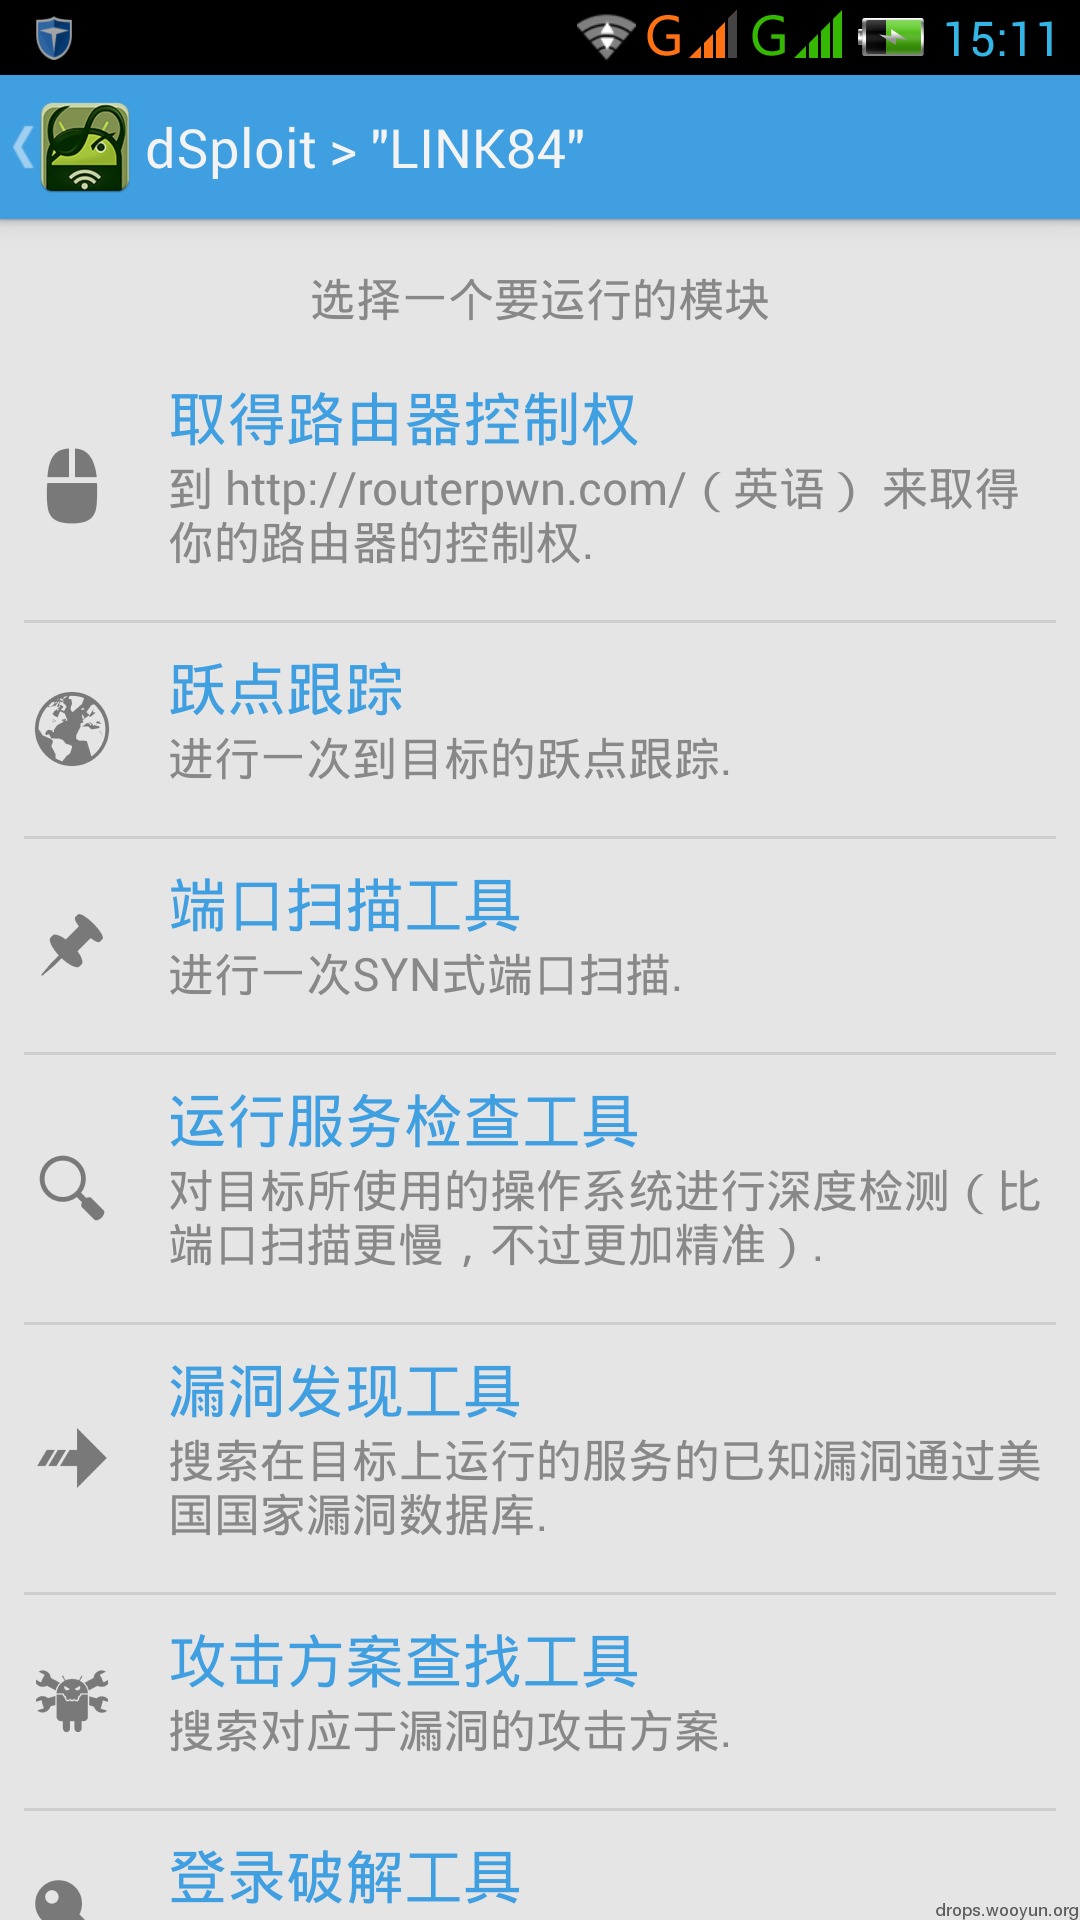 G G 15:11
dSploit > "LINK84"
选择一个要运行的模块
取得路由器控制权
到 http://routerpwn.com/（英语） 来取得
你的路由器的控制权.
跃点跟踪
进行一次到目标的跃点跟踪.
端口扫描工具
进行一次SYN式端口扫描.
运行服务检查工具
对目标所使用的操作系统进行深度检测（比
端口扫描更慢，不过更加精准）.
漏洞发现工具
搜索在目标上运行的服务的已知漏洞通过美
国国家漏洞数据库.
攻击方案查找工具
搜索对应于漏洞的攻击方案.
登录破解工具
drops.wooyun.org